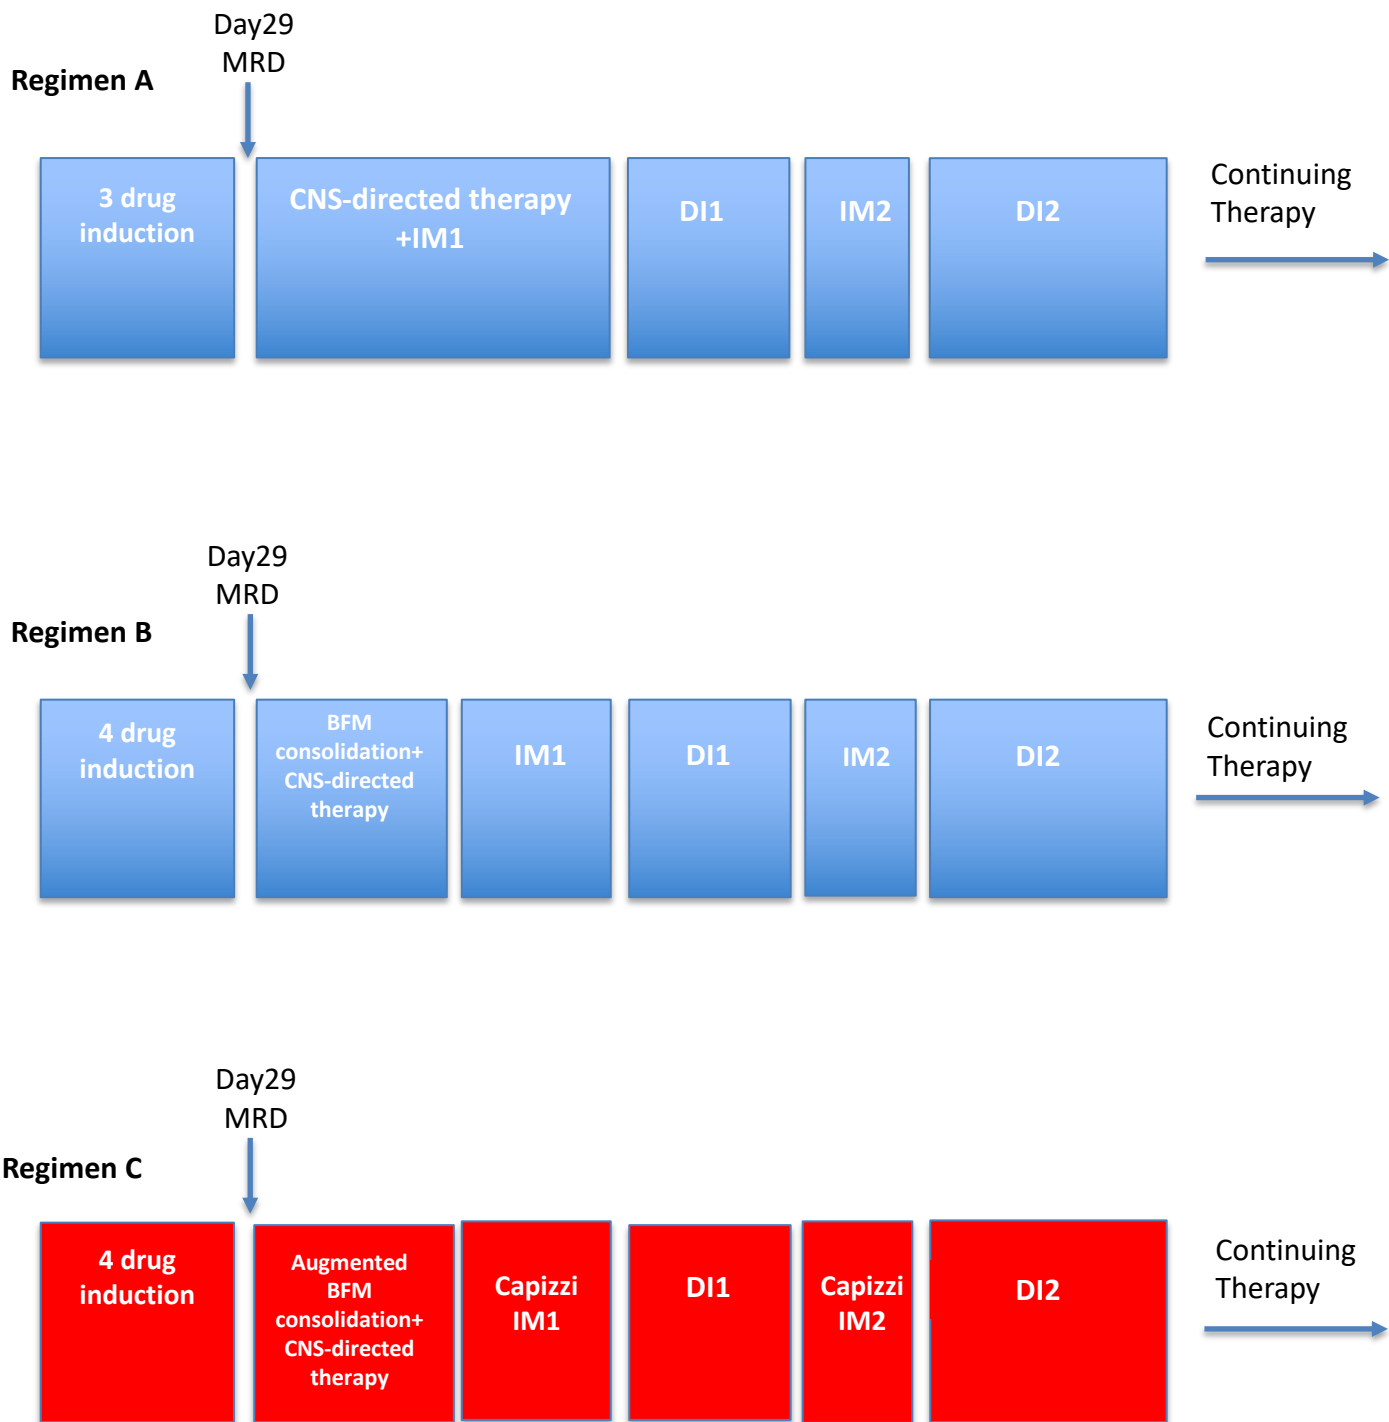 Day29
MRD
Regimen A
3 drug
induction
CNS-directed therapy
+IM1
DI1
IM2
DI2
Continuing
Therapy
Day29
MRD
Regimen B
4 drug
induction
BFM
consolidation+
CNS-directed
therapy
IM1
DI1
IM2
DI2
Continuing
Therapy
Day29
MRD
Regimen C
4 drug
induction
Augmented
BFM
consolidation+
CNS-directed
therapy
Capizzi
IM1
DI1
Capizzi
IM2
DI2
Continuing
Therapy